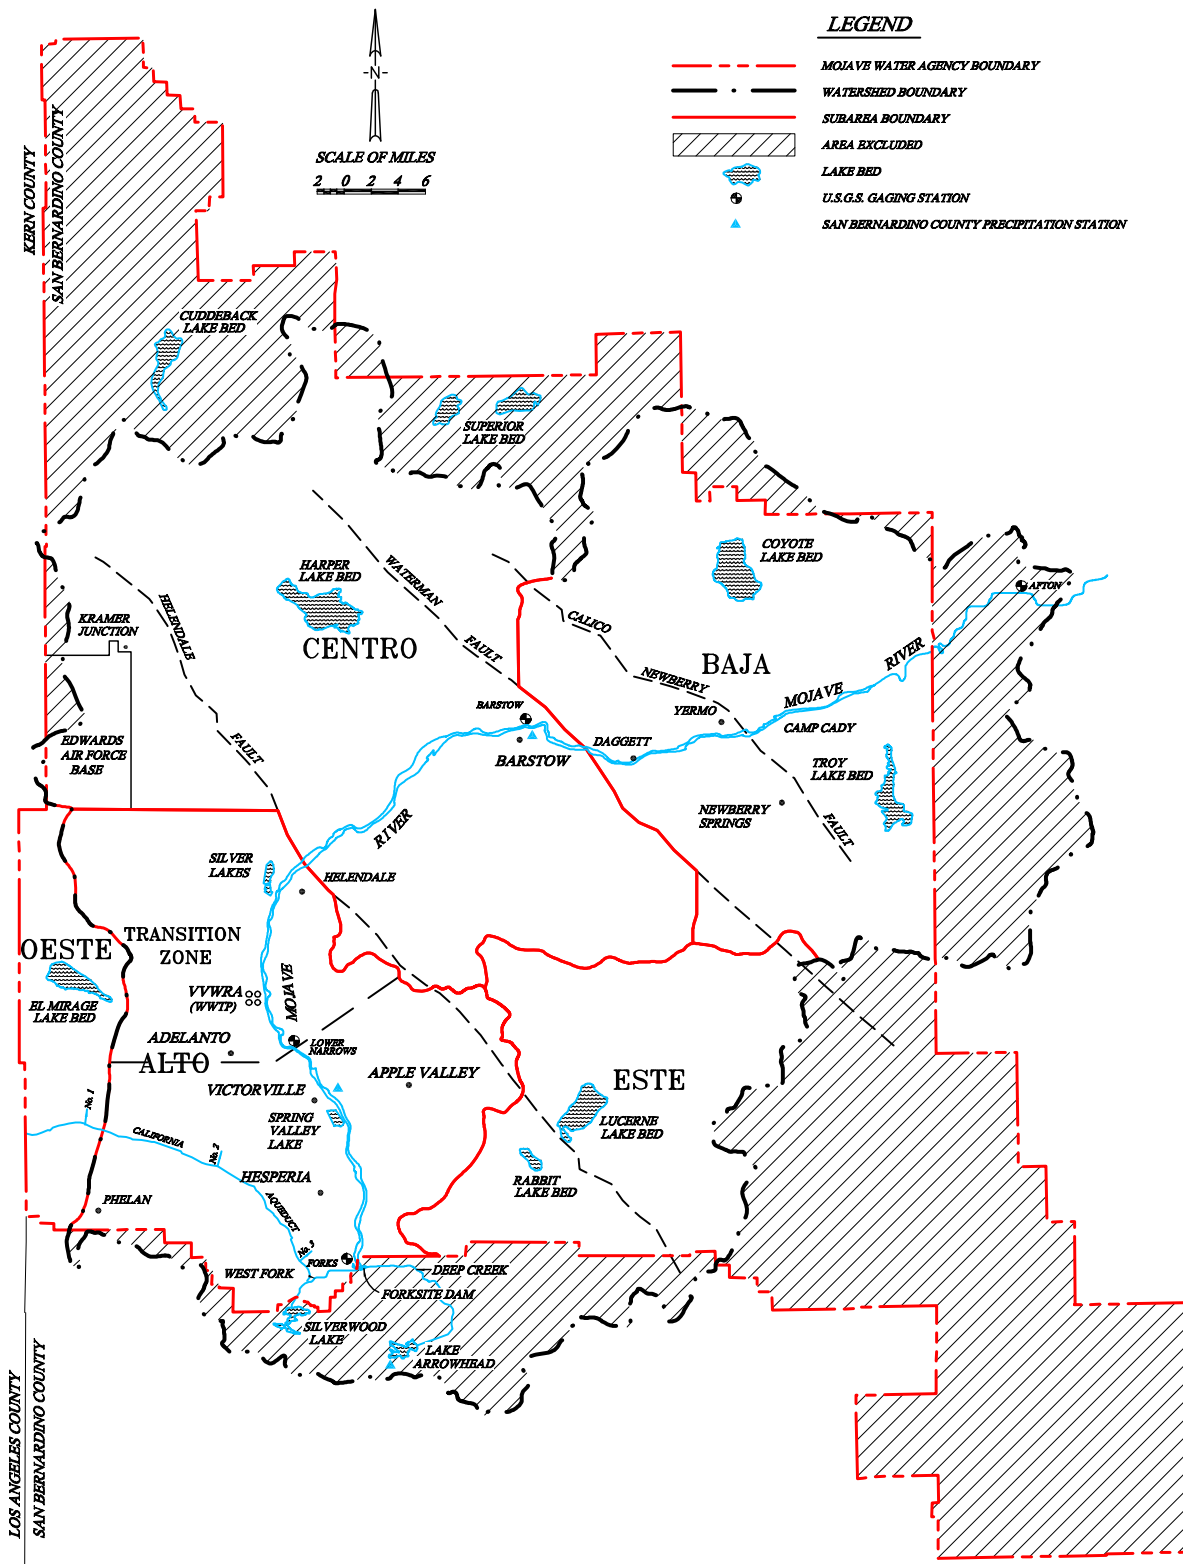 LEGEND
MOJAVE WATER AGENCY BOUNDARY
WATERSHED BOUNDARY
SUBAREA BOUNDARY
AREA EXCLUDED
LAKE BED
U.S.G.S. GAGING STATION
SAN BERNARDINO COUNTY PRECIPITATION STATION
-N-
SCALE OF MILES
2 0 2 4 6
KERN COUNTY
SAN BERNARDINO COUNTY
CUDDEBACK
LAKE BED
SUPERIOR
LAKE BED
COYOTE
LAKE BED
HARPER
LAKE BED
WATERMAN
FAULT
CALICO
NEWBERRY
FAULT
HELENDALE
FAULT
KRAMER
JUNCTION
CENTRO
BAJA
AFTON
MOJAVE
RIVER
BARSTOW
BARSTOW
YERMO
CAMP CADY
DAGGETT
EDWARDS
AIR FORCE
BASE
TROY
LAKE BED
NEWBERRY
SPRINGS
RIVER
SILVER
LAKES
HELENDALE
TRANSITION
ZONE
OESTE
EL MIRAGE
LAKE BED
VVWRA
(WWTP)
MOJAVE
ADELANTO
LOWER
NARROWS
ALTO
APPLE VALLEY
ESTE
VICTORVILLE
LUCERNE
LAKE BED
SPRING
VALLEY
LAKE
No. 1
CALIFORNIA
No. 2
HESPERIA
RABBIT
LAKE BED
PHELAN
AQUEDUCT
No. 3
FORKS
WEST FORK
DEEP CREEK
FORKSITE DAM
SILVERWOOD
LAKE
LAKE
ARROWHEAD
LOS ANGELES COUNTY
SAN BERNARDINO COUNTY